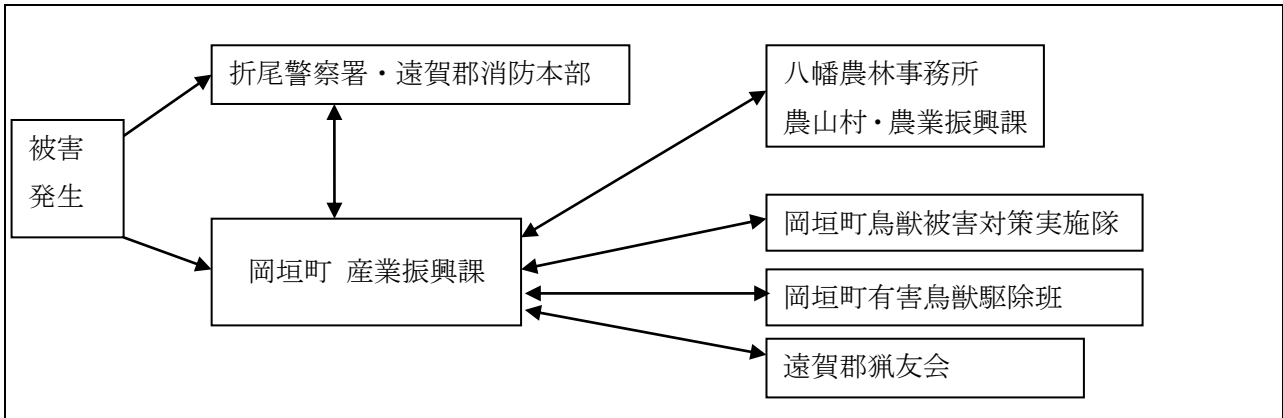 折尾警察署・遠賀郡消防本部
八幡農林事務所
農山村・農業振興課
被害
発生
岡垣町鳥獣被害対策実施隊
岡垣町 産業振興課
岡垣町有害鳥獣駆除班
遠賀郡猟友会